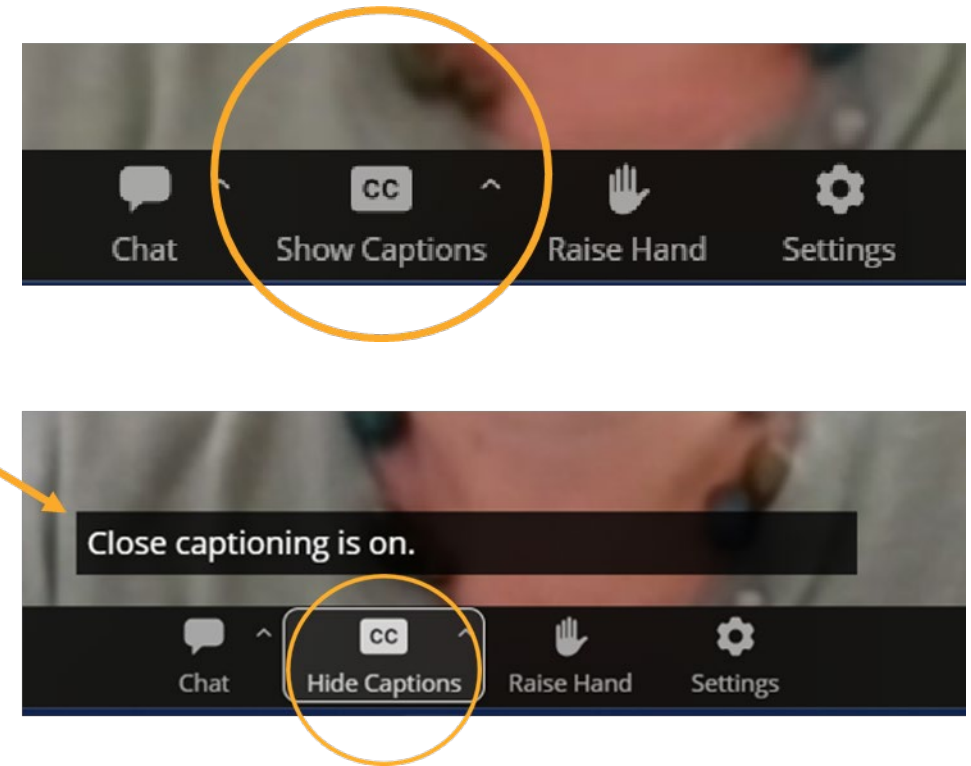 Chat
CC
Show Captions
Raise Hand
Settings
Close captioning is on.
Chat
CC
Hide Captions
Raise Hand
Settings